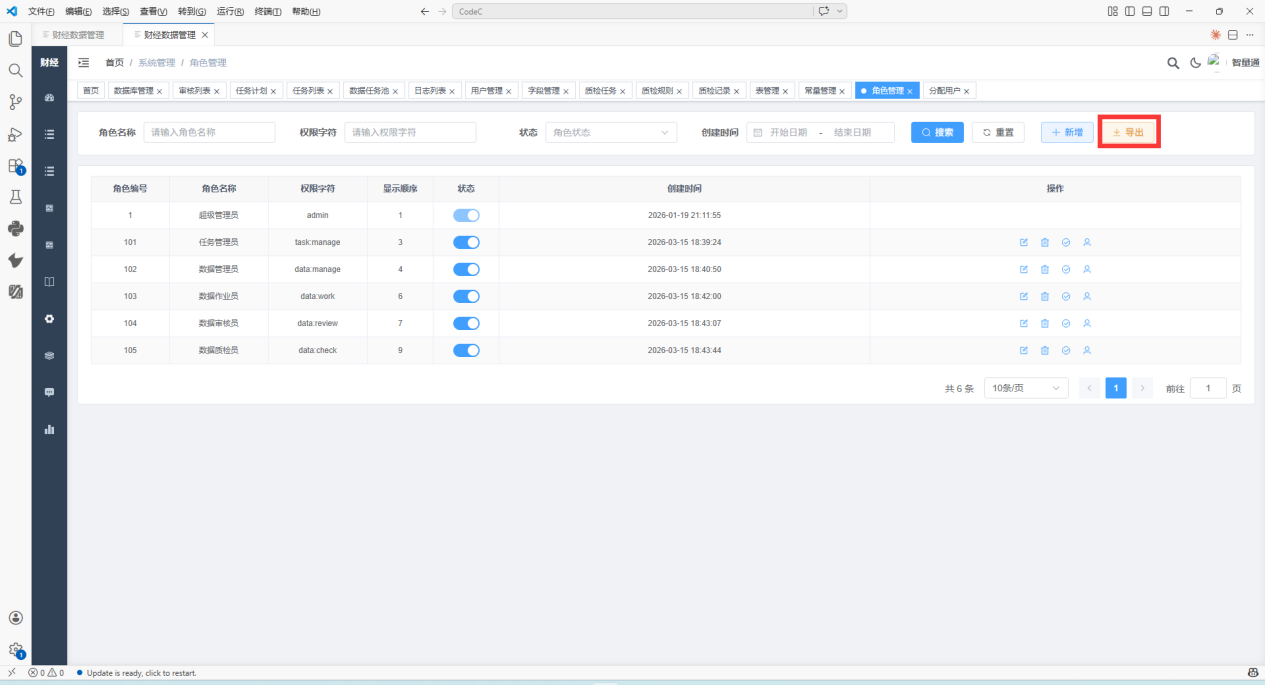 文件(F) 编辑(E) 选择(S) 查看(V) 转到(G) 运行(R) 终端(T) 帮助(H) CodeC
财经数据管理 财经数据管理
财经 首页 / 系统管理 / 角色管理 智量通
首页 数据库管理 审核列表 任务计划 任务列表 数据任务池 日志列表 用户管理 字段管理 质检任务 质检规则 质检记录 表管理 常量管理 角色管理 分配用户
角色名称 请输入角色名称 权限字符 请输入权限字符 状态 角色状态 创建时间 开始日期 - 结束日期 搜索 重置 新增 导出
角色编号 角色名称 权限字符 显示顺序 状态 创建时间 操作
1 超级管理员 admin 1 2026-01-19 21:11:55
101 任务管理员 task:manage 3 2026-03-15 18:39:24
102 数据管理员 data:manage 4 2026-03-15 18:40:50
103 数据作业员 data:work 6 2026-03-15 18:42:00
104 数据审核员 data:review 7 2026-03-15 18:43:07
105 数据质检员 data:check 9 2026-03-15 18:43:44
共 6 条 10条/页 1 前往 1 页
1
1
0 0 Update is ready, click to restart.